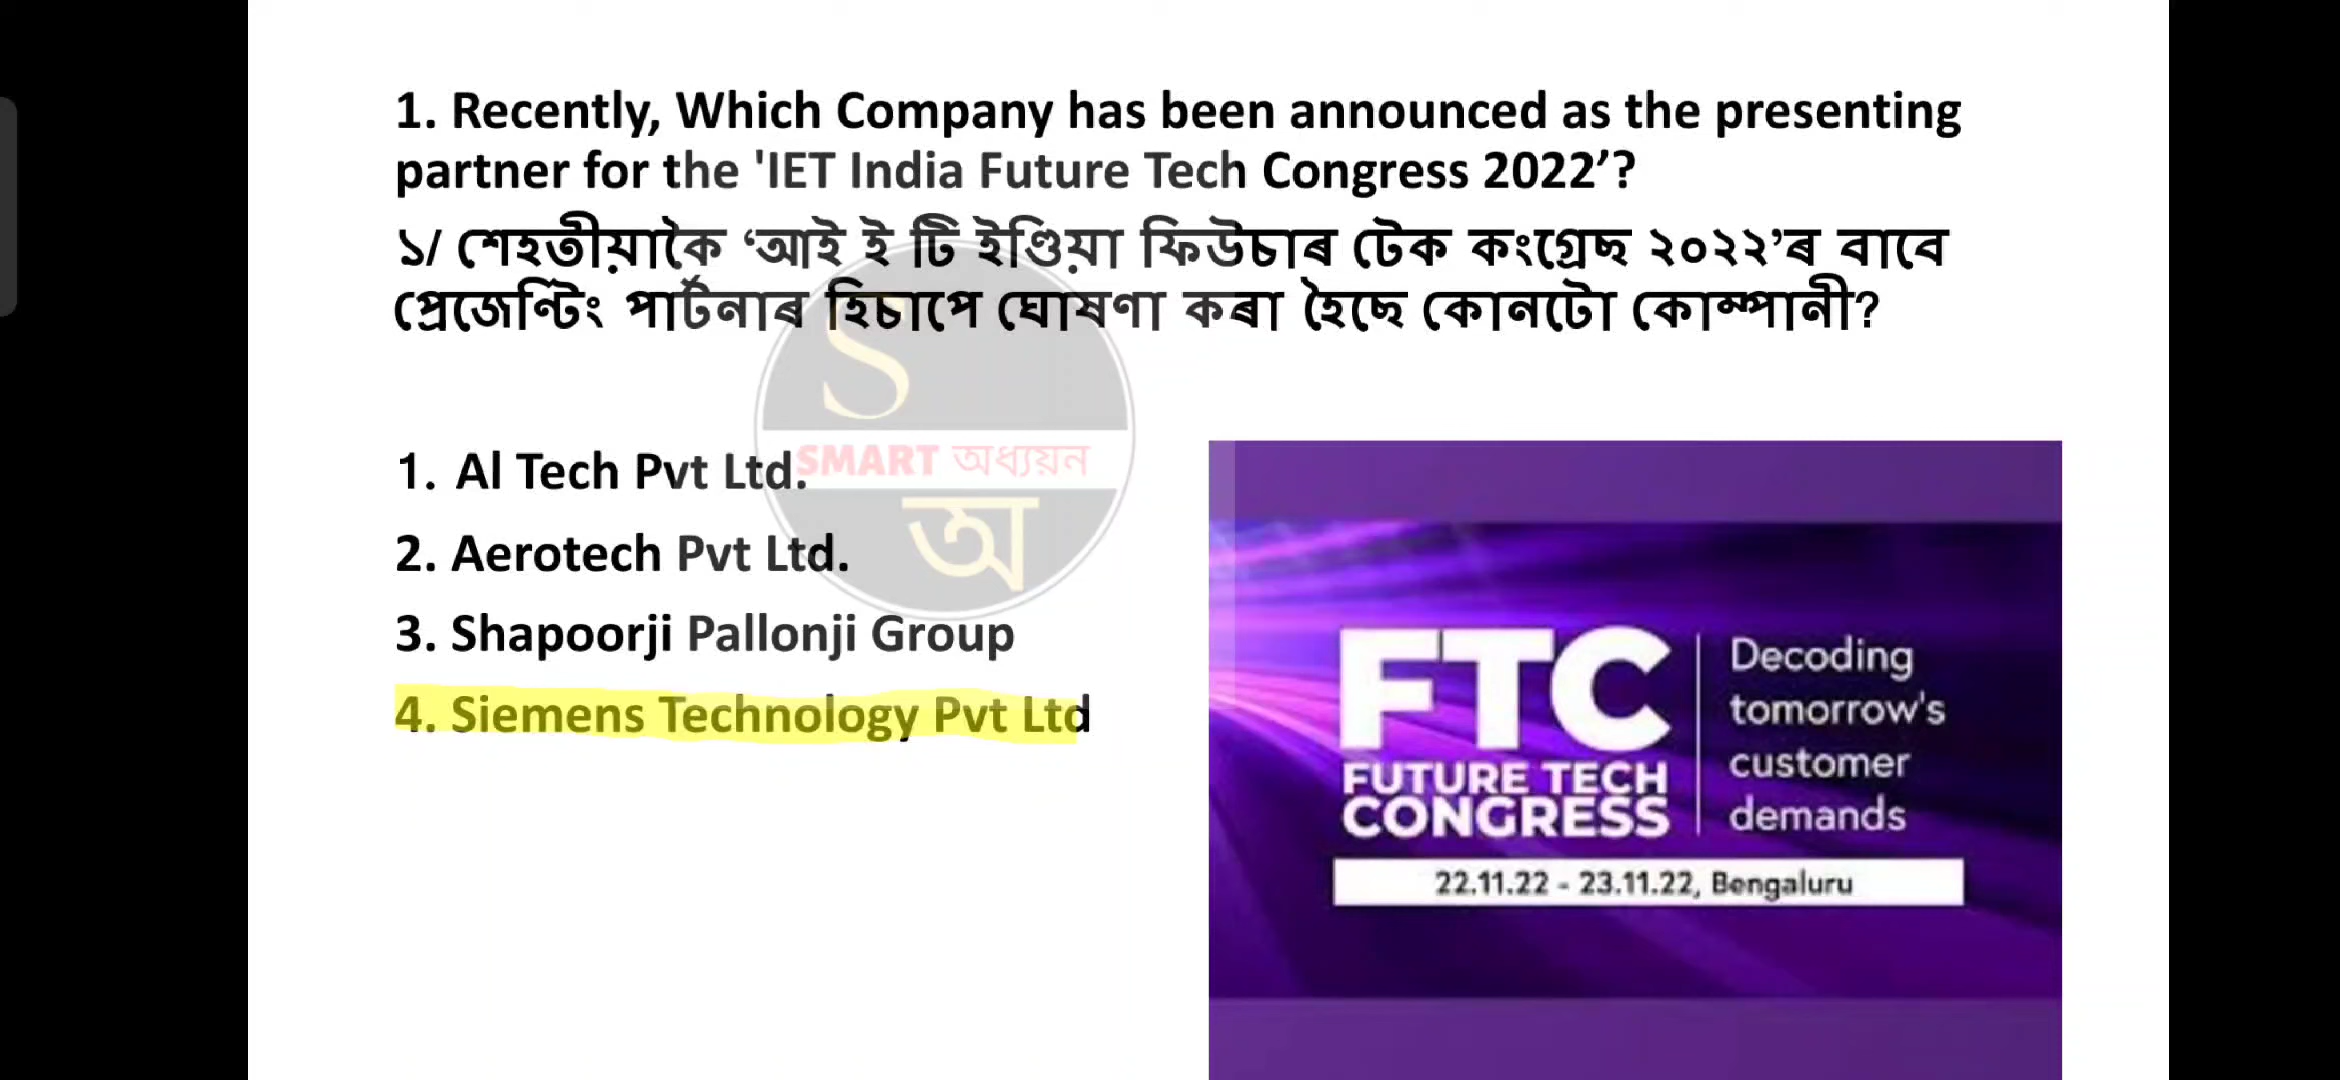 1. Recently, Which Company has been announced as the presenting
partner for the 'IET India Future Tech Congress 2022’?
১/ শেহতীয়াকৈ ‘আই ই টি ইণ্ডিয়া ফিউচাৰ টেক কংগ্ৰেছ ২০২২’ৰ বাবে
প্ৰেজেণ্টিং পাৰ্টনাৰ হিচাপে ঘোষণা কৰা হৈছে কোনটো কোম্পানী?
S
SMART অধ্যয়ন
অ
1. Al Tech Pvt Ltd.
2. Aerotech Pvt Ltd.
3. Shapoorji Pallonji Group
4. Siemens Technology Pvt Ltd
FTC
FUTURE TECH
CONGRESS
Decoding
tomorrow's
customer
demands
22.11.22 - 23.11.22, Bengaluru